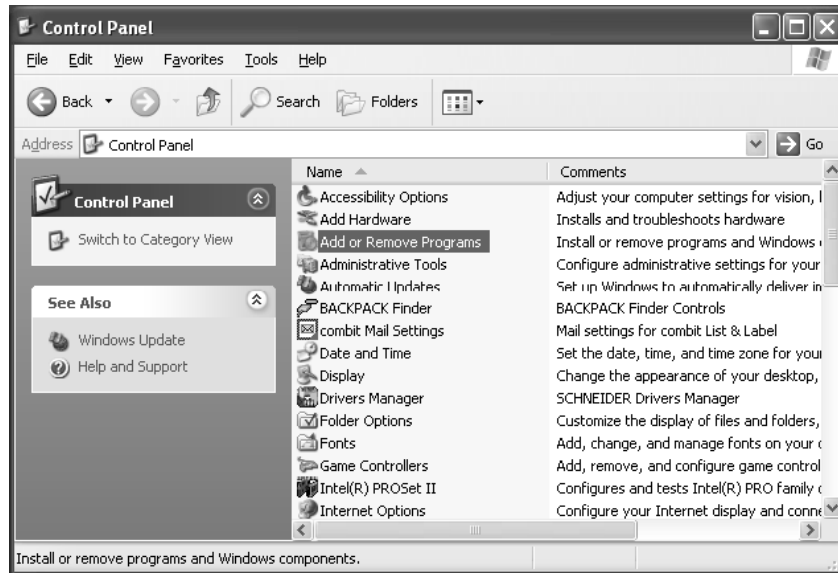 Control Panel
File Edit View Favorites Tools Help
Back Search Folders
Address Control Panel Go
Control Panel
Switch to Category View
See Also
Windows Update
Help and Support
Name Comments
Accessibility Options Adjust your computer settings for vision,
Add Hardware Installs and troubleshoots hardware
Add or Remove Programs Install or remove programs and Windows
Administrative Tools Configure administrative settings for your
Automatic Updates Set up Windows to automatically deliver
BACKPACK Finder BACKPACK Finder Controls
combit Mail Settings Mail settings for combit List & Label
Date and Time Set the date, time, and time zone for your
Display Change the appearance of your desktop,
Drivers Manager SCHNEIDER Drivers Manager
Folder Options Customize the display of files and folders,
Fonts Add, change, and manage fonts on your
Game Controllers Add, remove, and configure game control
Intel(R) PROSet II Configures and tests Intel(R) PRO family
Internet Options Configure your Internet display and conne
Install or remove programs and Windows components.